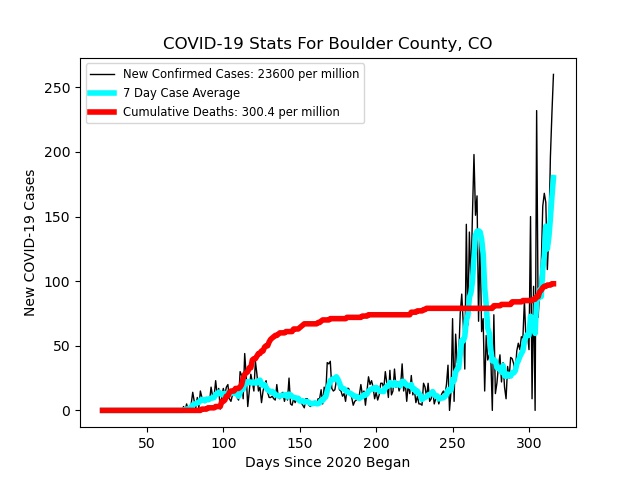 COVID-19 Stats For Boulder County, CO
New Confirmed Cases: 23600 per million
7 Day Case Average
Cumulative Deaths: 300.4 per million
250
200
150
100
50
0
New COVID-19 Cases
50 100 150 200 250 300
Days Since 2020 Began